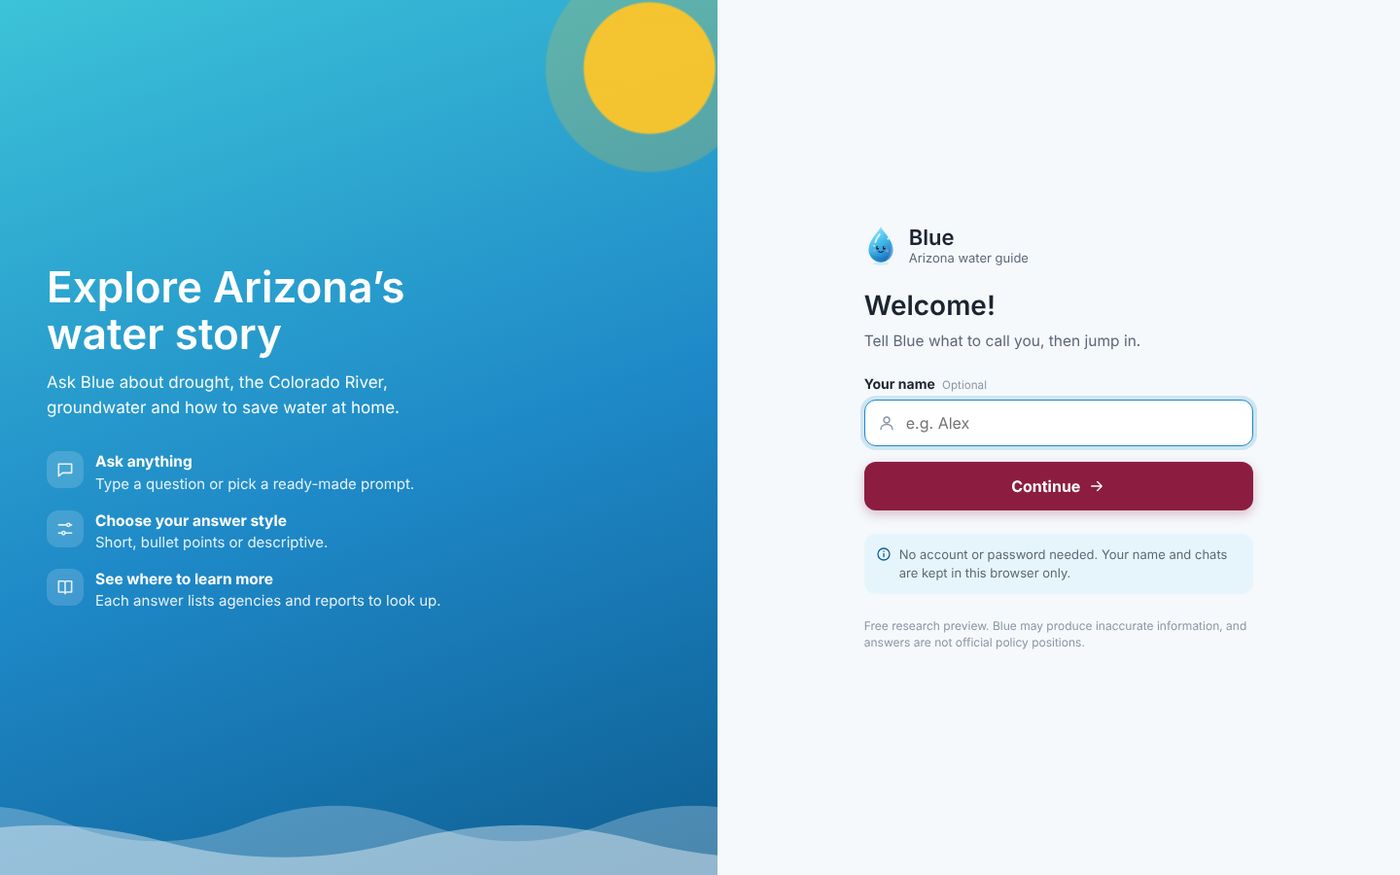 Explore Arizona’s
water story
Ask Blue about drought, the Colorado River,
groundwater and how to save water at home.
Ask anything
Type a question or pick a ready-made prompt.
Choose your answer style
Short, bullet points or descriptive.
See where to learn more
Each answer lists agencies and reports to look up.
Blue
Arizona water guide
Welcome!
Tell Blue what to call you, then jump in.
Your name Optional
e.g. Alex
Continue →
No account or password needed. Your name and chats
are kept in this browser only.
Free research preview. Blue may produce inaccurate information, and
answers are not official policy positions.